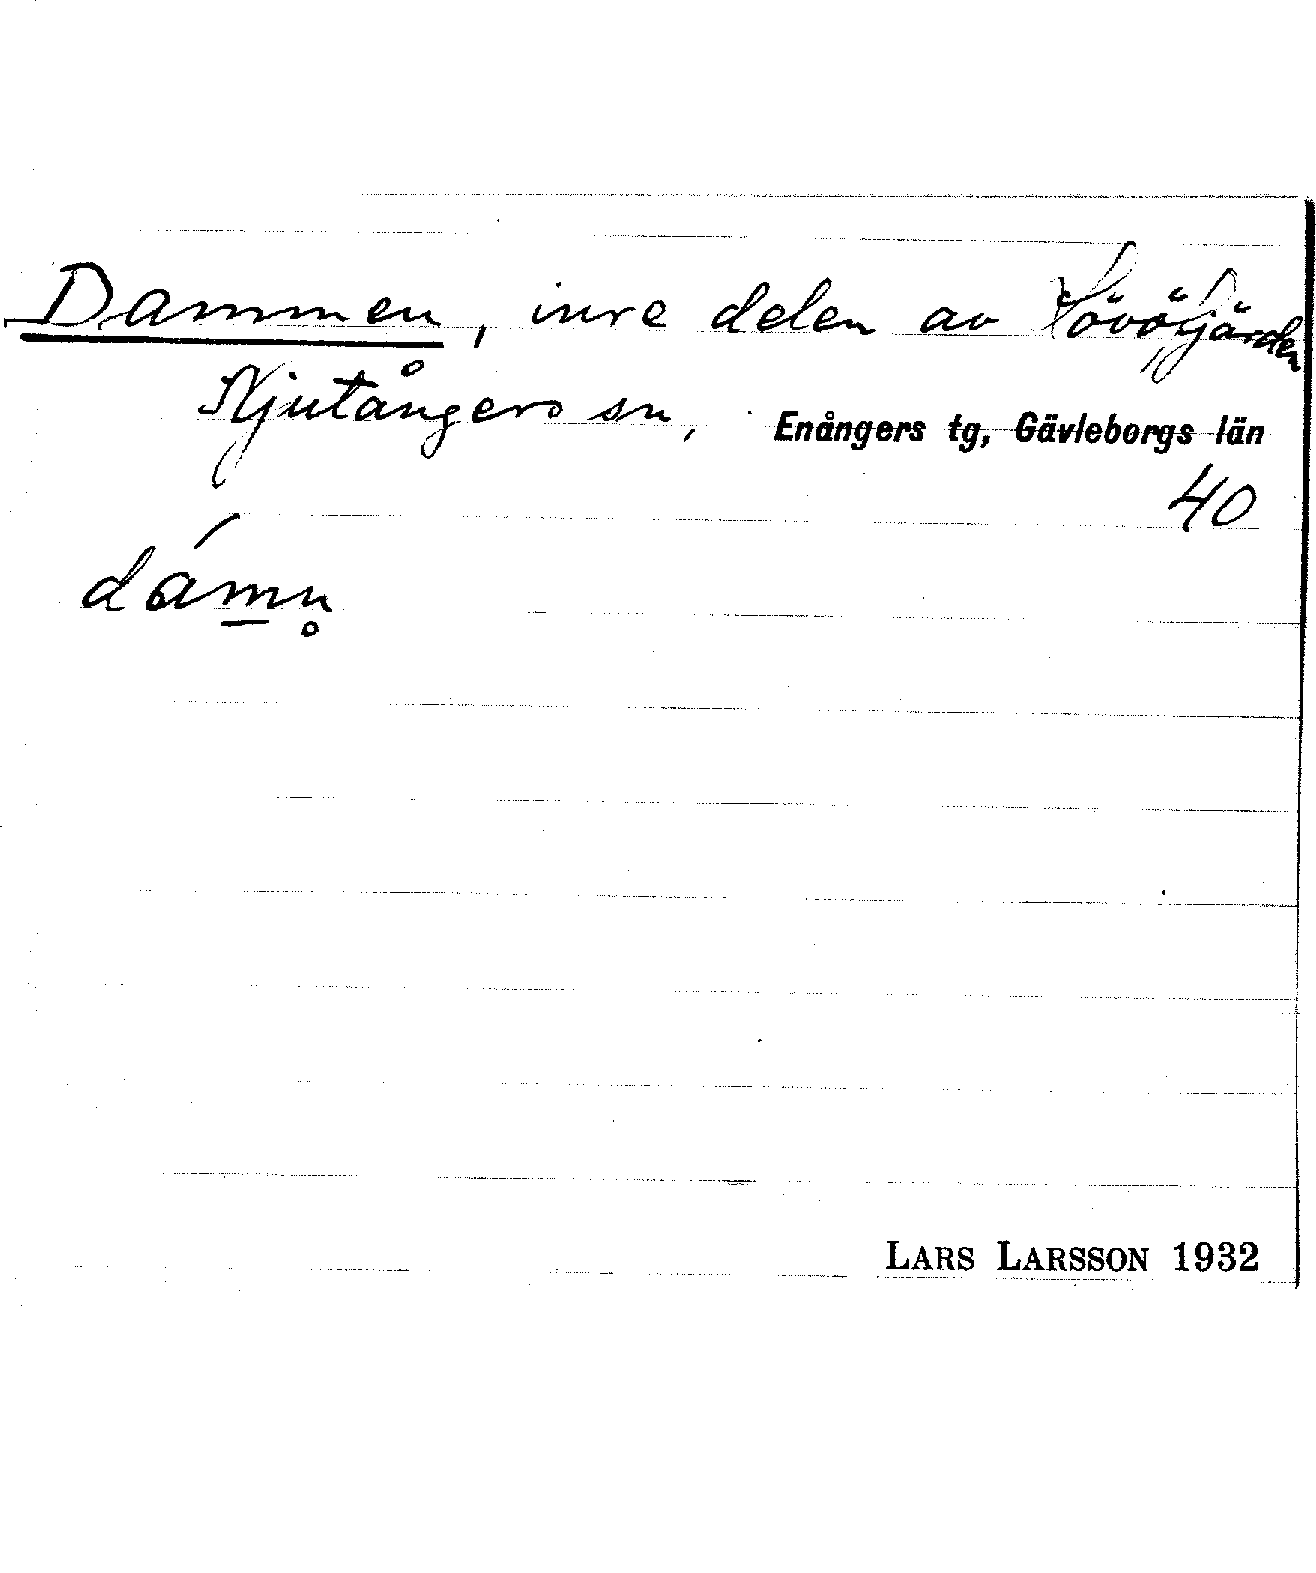 Dammen, inre delen av Lövöfjärden
Njutångers sn, Enångers tg, Gävleborgs län
40
dámn̥
LARS LARSSON 1932